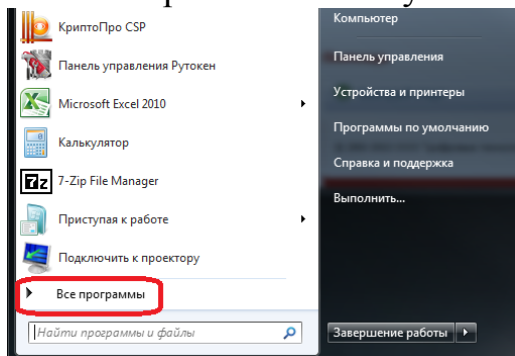 КриптоПро CSP
Панель управления Рутокен
Microsoft Excel 2010
Калькулятор
7-Zip File Manager
Приступая к работе
Подключить к проектору
Все программы
Найти программы и файлы
Компьютер
Панель управления
Устройства и принтеры
Программы по умолчанию
Справка и поддержка
Выполнить...
Завершение работы